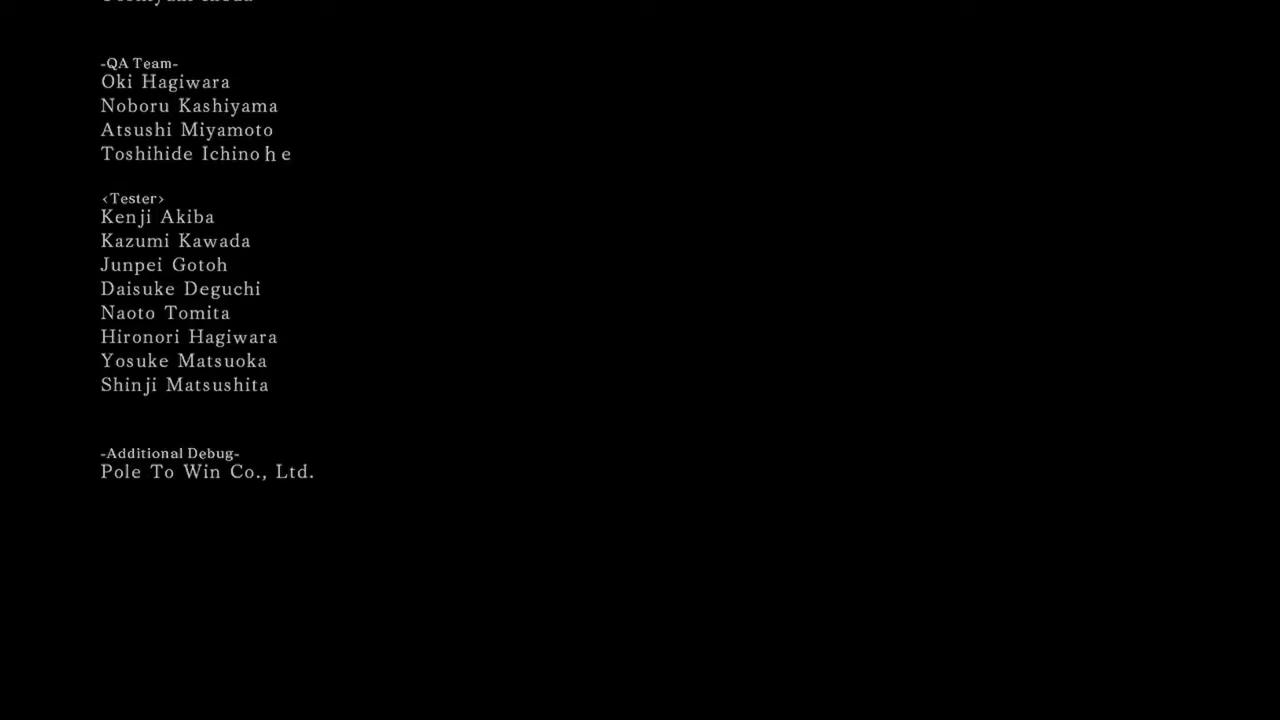 -QA Team-
Oki Hagiwara
Noboru Kashiyama
Atsushi Miyamoto
Toshihide Ichinohe
<Tester>
Kenji Akiba
Kazumi Kawada
Junpei Gotoh
Daisuke Deguchi
Naoto Tomita
Hironori Hagiwara
Yosuke Matsuoka
Shinji Matsushita
-Additional Debug-
Pole To Win Co., Ltd.